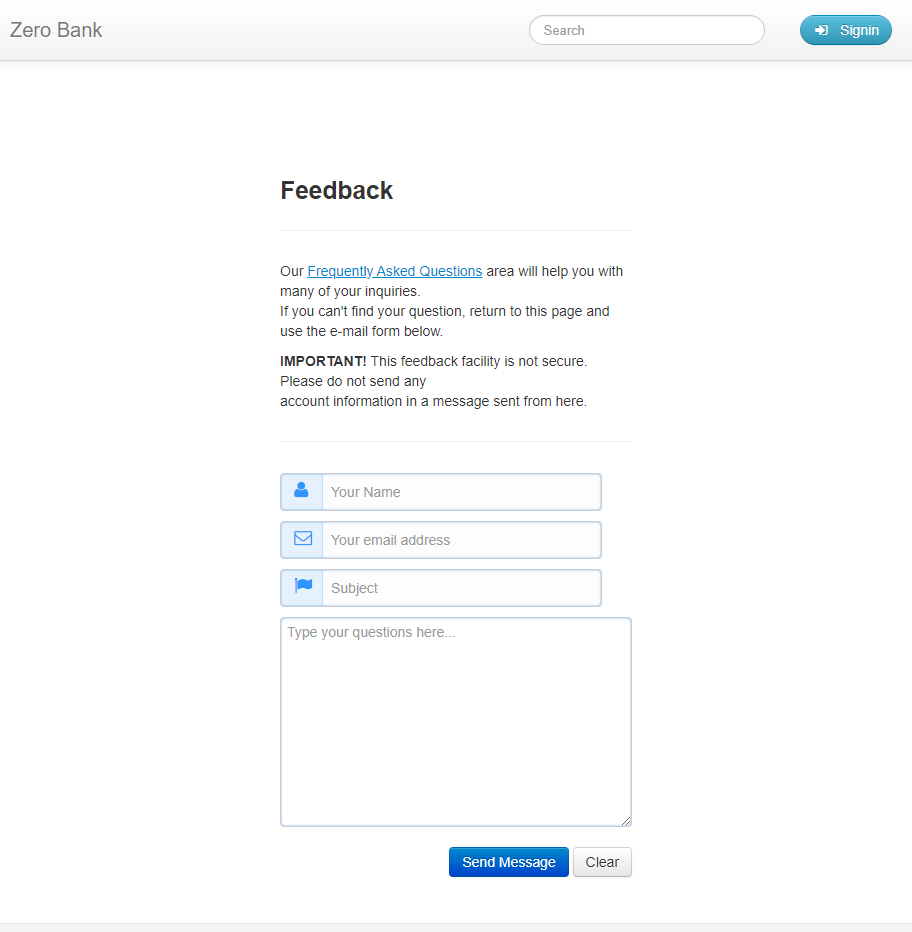 Zero Bank
Search
Signin
Feedback
Our Frequently Asked Questions area will help you with
many of your inquiries.
If you can't find your question, return to this page and
use the e-mail form below.
IMPORTANT! This feedback facility is not secure.
Please do not send any
account information in a message sent from here.
Your Name
Your email address
Subject
Type your questions here...
Send Message
Clear